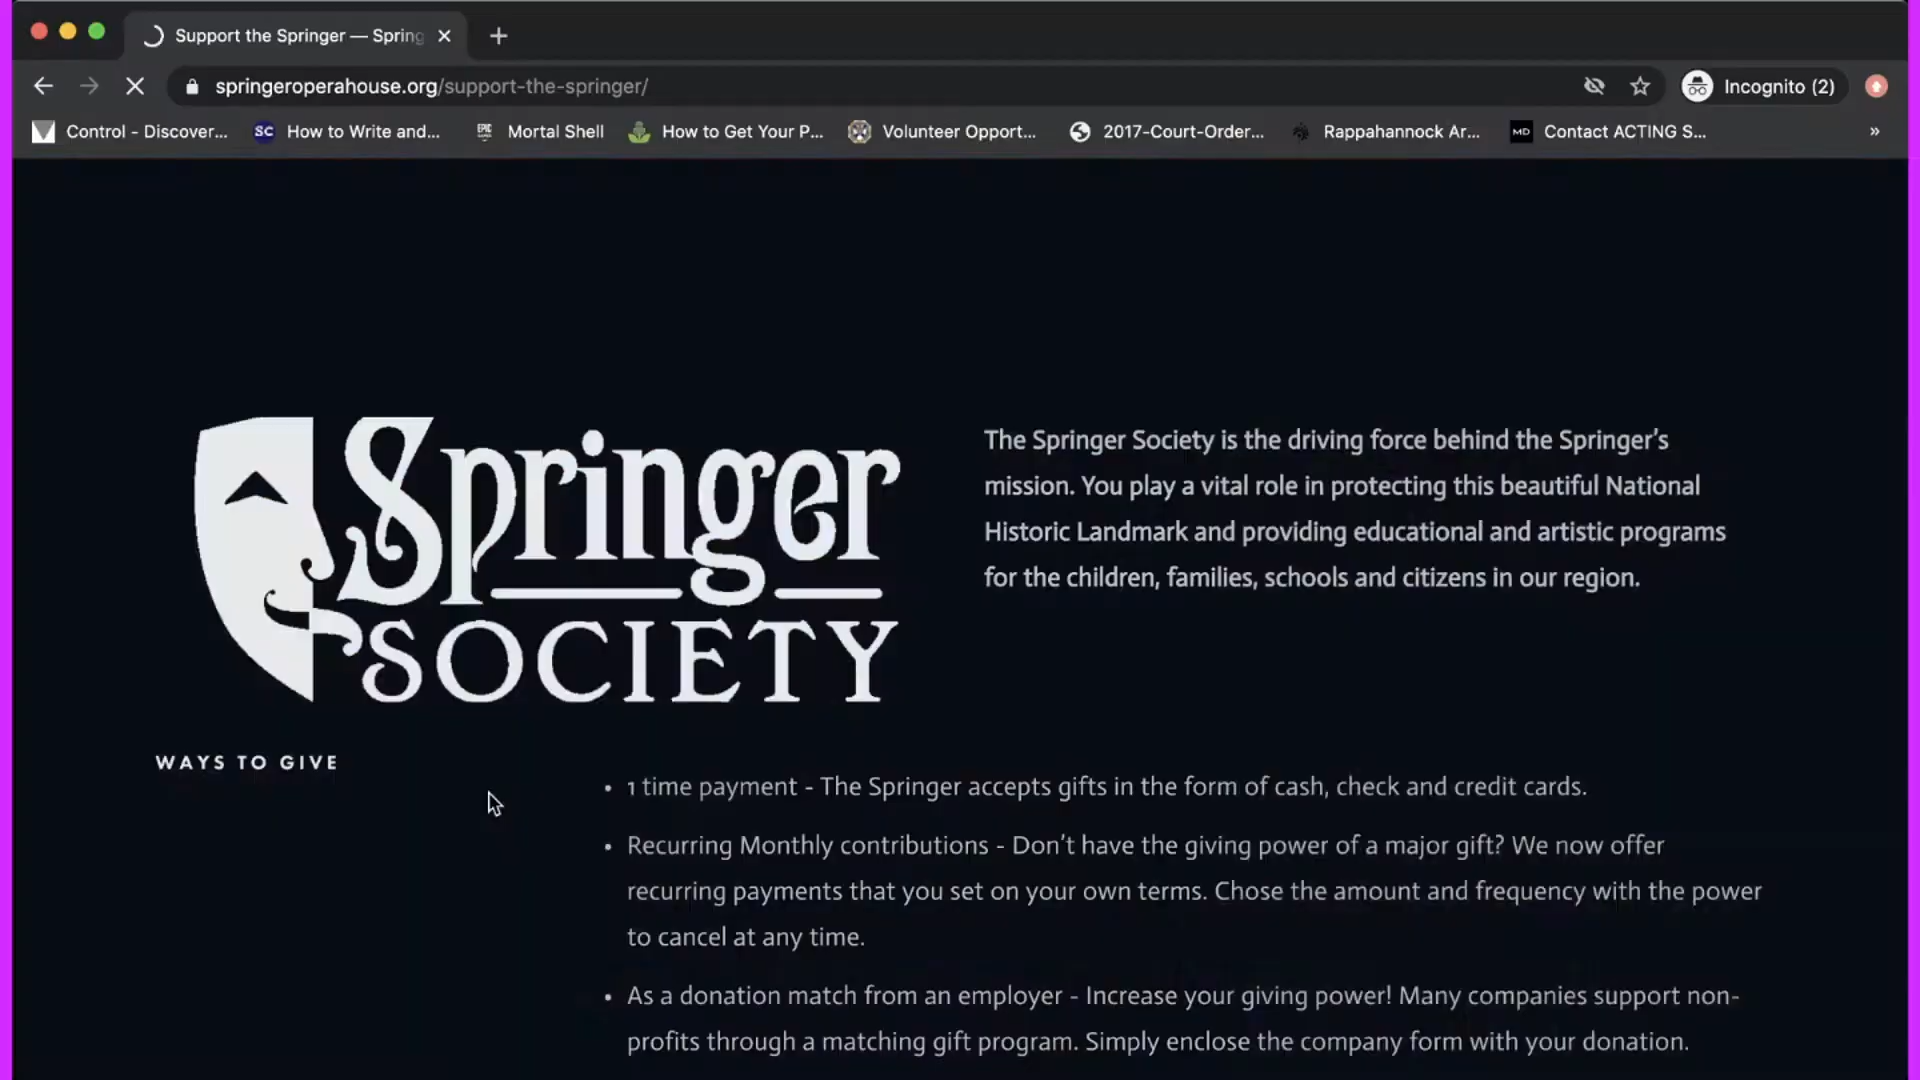 Support the Springer — Spring
springeroperahouse.org/support-the-springer/
Incognito (2)
Control - Discover...
SC How to Write and...
EPIC GAMES Mortal Shell
How to Get Your P...
Volunteer Opport...
2017-Court-Order...
Rappahannock Ar...
MD Contact ACTING S...
»
Springer
SOCIETY
The Springer Society is the driving force behind the Springer’s
mission. You play a vital role in protecting this beautiful National
Historic Landmark and providing educational and artistic programs
for the children, families, schools and citizens in our region.
WAYS TO GIVE
• 1 time payment - The Springer accepts gifts in the form of cash, check and credit cards.
• Recurring Monthly contributions - Don’t have the giving power of a major gift? We now offer
recurring payments that you set on your own terms. Chose the amount and frequency with the power
to cancel at any time.
• As a donation match from an employer - Increase your giving power! Many companies support non-
profits through a matching gift program. Simply enclose the company form with your donation.